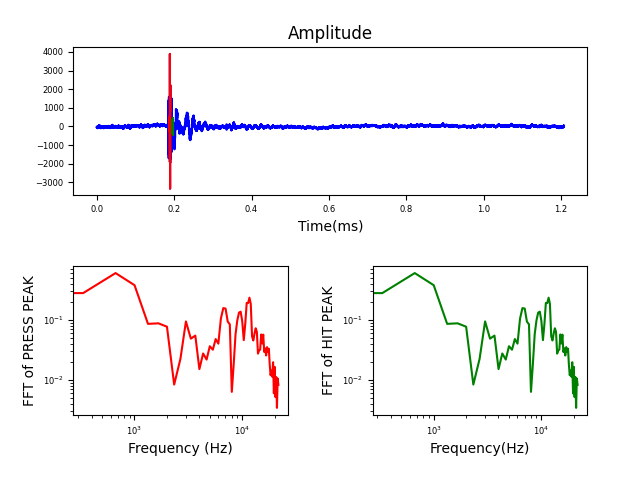 Amplitude
4000
3000
2000
1000
0
−1000
−2000
−3000
0.0 0.2 0.4 0.6 0.8 1.0 1.2
Time(ms)
FFT of PRESS PEAK
10⁻¹
10⁻²
10³ 10⁴
Frequency (Hz)
FFT of HIT PEAK
10⁻¹
10⁻²
10³ 10⁴
Frequency(Hz)